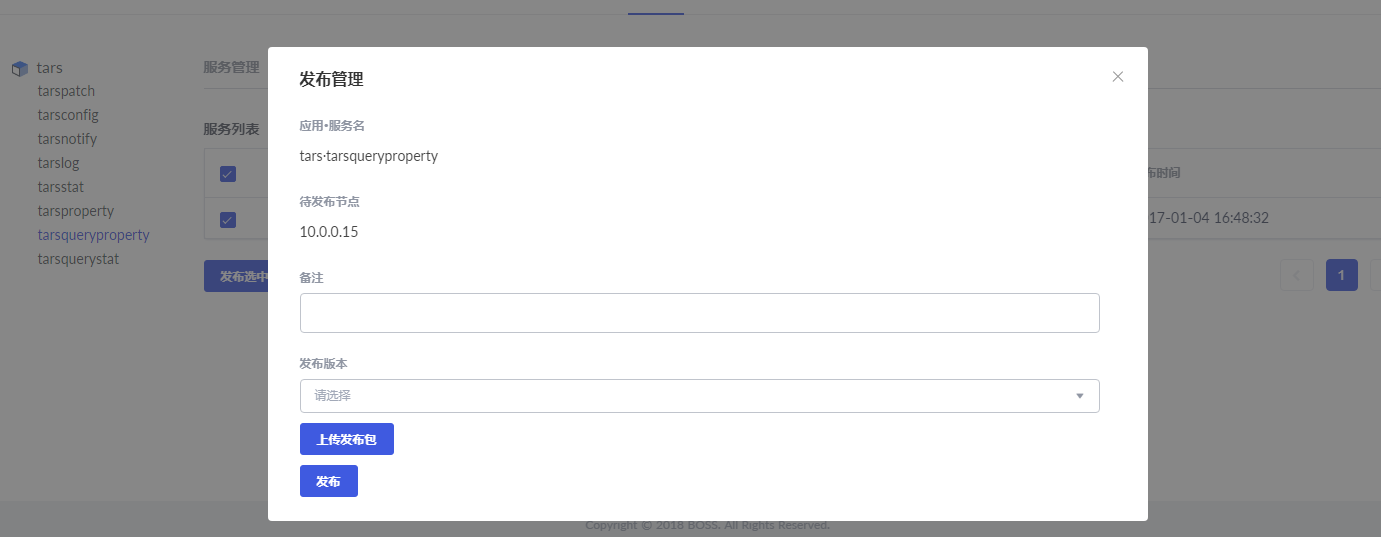 tars
tarspatch
tarsconfig
tarsnotify
tarslog
tarsstat
tarsproperty
tarsqueryproperty
tarsquerystat
服务管理
服务列表
发布选中
发布管理
应用·服务名
tars·tarsqueryproperty
待发布节点
10.0.0.15
备注
发布版本
请选择
上传发布包
发布
布时间
17-01-04 16:48:32
1
Copyright © 2018 BOSS. All Rights Reserved.